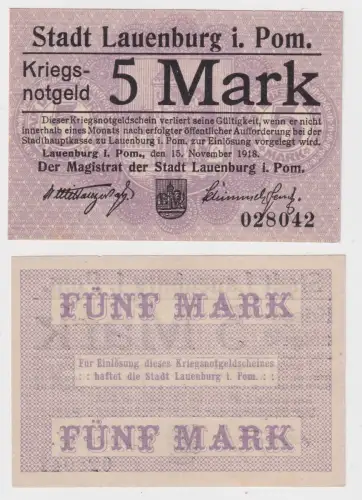 Stadt Lauenburg i. Pom.
Kriegs-
notgeld 5 Mark
Dieser Kriegsnotgeldschein verliert seine Gültigkeit, wenn er nicht
innerhalb eines Monats nach erfolgter öffentlicher Aufforderung bei der
Stadthauptkasse zu Lauenburg i. Pom. zur Einlösung vorgelegt wird.
Lauenburg i. Pom., den 15. November 1918.
Der Magistrat der Stadt Lauenburg i. Pom.
028042
FÜNF MARK
Für Einlösung dieses Kriegsnotgeldscheines
: : haftet die Stadt Lauenburg i. Pom. : :
FÜNF MARK